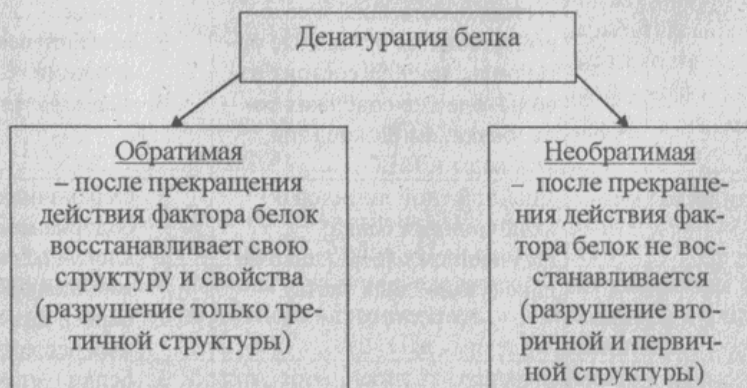 Денатурация белка
Обратимая
– после прекращения
действия фактора белок
восстанавливает свою
структуру и свойства
(разрушение только тре-
тичной структуры)
Необратимая
– после прекраще-
ния действия фак-
тора белок не вос-
станавливается
(разрушение вто-
ричной и первич-
ной структуры)